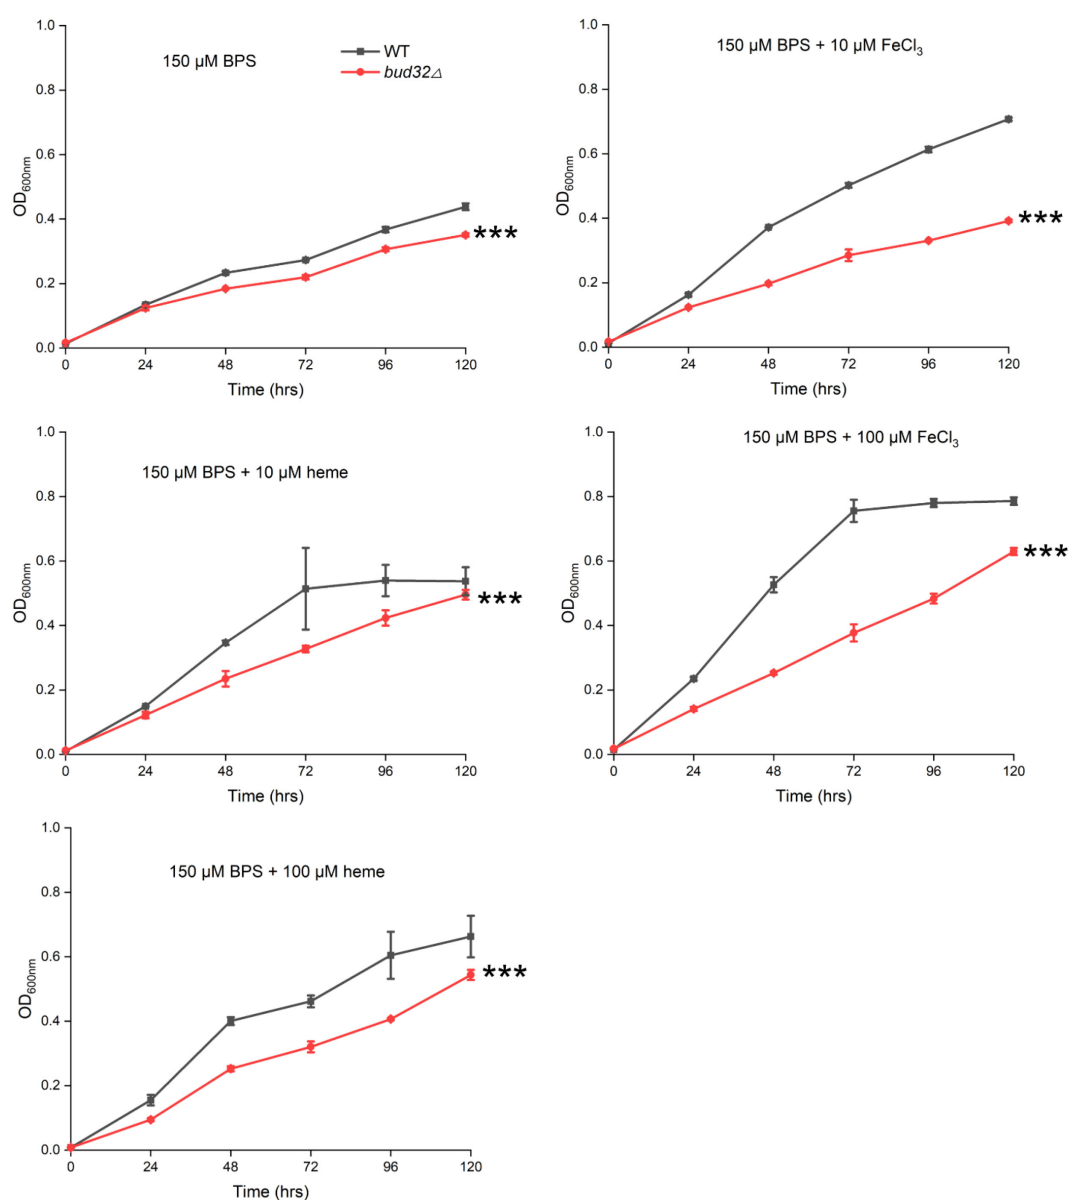 150 µM BPS
WT
bud32Δ
OD600nm
1.0
0.8
0.6
0.4
0.2
0.0
***
0 24 48 72 96 120
Time (hrs)
150 µM BPS + 10 µM FeCl3
OD600nm
1.0
0.8
0.6
0.4
0.2
0.0
***
0 24 48 72 96 120
Time (hrs)
150 µM BPS + 10 µM heme
OD600nm
1.0
0.8
0.6
0.4
0.2
0.0
***
0 24 48 72 96 120
Time (hrs)
150 µM BPS + 100 µM FeCl3
OD600nm
1.0
0.8
0.6
0.4
0.2
0.0
***
0 24 48 72 96 120
Time (hrs)
150 µM BPS + 100 µM heme
OD600nm
1.0
0.8
0.6
0.4
0.2
0.0
***
0 24 48 72 96 120
Time (hrs)